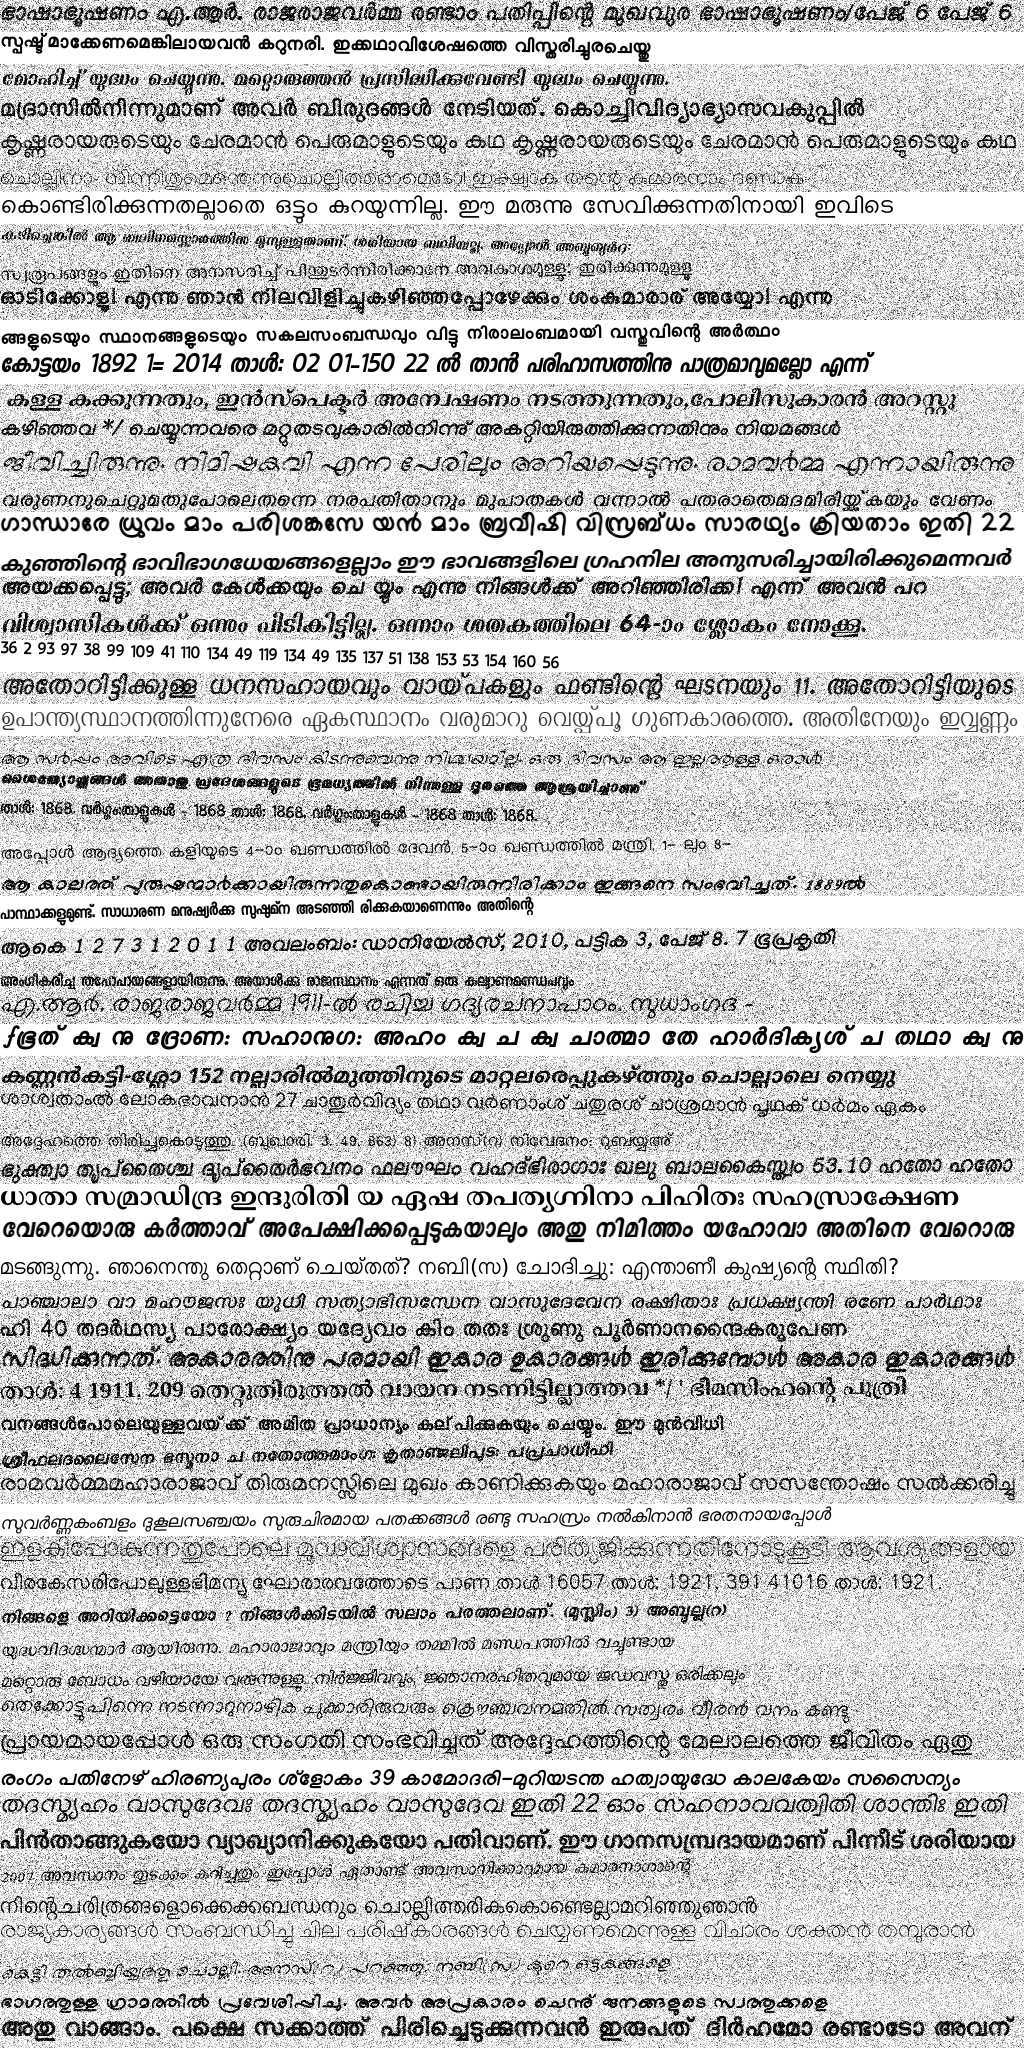 ഭാഷാഭൂഷണം എ.ആർ. രാജരാജവർമ്മ രണ്ടാം പതിപ്പിന്റെ മുഖവുര ഭാഷാഭൂഷണം/പേജ് 6 പേജ് 6
സ്പഷ്ട്മാക്കേണമെങ്കിലായവൻ കുറുനരി. ഇക്കഥാവിശേഷത്തെ വിസ്തരിച്ചുരചെയ്തു
മോഹിച്ച് യുദ്ധം ചെയ്യുന്നു. മറ്റൊരുത്തൻ പ്രസിദ്ധിക്കുവേണ്ടി യുദ്ധം ചെയ്യുന്നു.
മദ്രാസിൽനിന്നുമാണ് അവർ ബിരുദങ്ങൾ നേടിയത്. കൊച്ചിവിദ്യാഭ്യാസവകുപ്പിൽ
കൃഷ്ണരായരുടെയും ചേരമാൻ പെരുമാളുടെയും കഥ കൃഷ്ണരായരുടെയും ചേരമാൻ പെരുമാളുടെയും കഥ
കൊണ്ടിരിക്കുന്നതല്ലാതെ ഒട്ടും കുറയുന്നില്ല. ഈ മരുന്നു സേവിക്കുന്നതിനായി ഇവിടെ
സ്വരൂപങ്ങളും ഇതിനെ അനുസരിച്ച് പിന്തുടർന്നിരിക്കാനേ അവകാശമുള്ളൂ; ഇരിക്കുന്നുമുള്ളൂ
ഓടിക്കോളൂ! എന്നു ഞാൻ നിലവിളിച്ചുകഴിഞ്ഞപ്പോഴേക്കും ശംകുമാരാര് അയ്യോ! എന്നു
ങ്ങളുടെയും സ്ഥാനങ്ങളുടെയും സകലസംബന്ധവും വിട്ടു നിരാലംബമായി വസ്തുവിന്റെ അർത്ഥം
കോട്ടയം 1892 1= 2014 താൾ: 02 01-150 22 ൽ താൻ പരിഹാസത്തിനു പാത്രമാവുമല്ലോ എന്ന്
കള്ള കക്കുന്നതും, ഇൻസ്പെക്ടർ അന്വേഷണം നടത്തുന്നതും,പോലീസുകാരൻ അറസ്റ്റു
കഴിഞ്ഞവ */ ചെയ്യുന്നവരെ മറ്റുതടവുകാരിൽനിന്നു് അകറ്റിയിരുത്തിക്കുന്നതിനും നിയമങ്ങൾ
ജീവിച്ചിരുന്നു. നിമിഷകവി എന്ന പേരിലും അറിയപ്പെടുന്നു. രാമവർമ്മ എന്നായിരുന്നു
വരുണനുചെറ്റുമതുപോലെതന്നെ നരപതിതാനും മുപാതകൾ വന്നാൽ പതരാതെമദമിരിയ്ക്കയും വേണം
ഗാന്ധാരേ ധ്രുവം മാം പരിശങ്കസേ യൻ മാം ബ്രവീഷി വിസ്രബ്ധം സാരഥ്യം ക്രിയതാം ഇതി 22
കുഞ്ഞിന്റെ ഭാവിഭാഗധേയങ്ങളെല്ലാം ഈ ഭാവങ്ങളിലെ ഗ്രഹനില അനുസരിച്ചായിരിക്കുമെന്നവർ
അയക്കപ്പെട്ടു; അവർ കേൾക്കയും ചെ യ്യും എന്നു നിങ്ങൾക്ക് അറിഞ്ഞിരിക്ക! എന്ന് അവൻ പറ
വിശ്വാസികൾക്ക് ഒന്നും പിടികിട്ടില്ല. ഒന്നാം ശതകത്തിലെ 64-ാം ശ്ലോകം നോക്കൂ.
36 2 93 97 38 99 109 41 110 134 49 119 134 49 135 137 51 138 153 53 154 160 56
അതോറിട്ടിക്കുള്ള ധനസഹായവും വായ്പകളും ഫണ്ടിന്റെ ഘടനയും 11. അതോറിട്ടിയുടെ
ഉപാന്ത്യസ്ഥാനത്തിന്നുനേരെ ഏകസ്ഥാനം വരുമാറു വെയ്പ്പൂ ഗുണകാരത്തെ. അതിനേയും ഇവ്വണ്ണം
ആ സർപ്പം അവിടെ എത്ര ദിവസം കിടന്നുവെന്നു നിശ്ചയമില്ല. ഒരു ദിവസം ആ ഇല്ലത്തുള്ള ഒരാൾ
അതാതു പ്രദേശങ്ങളുടെ ഭൂമധ്യത്തിൽ നിന്നുള്ള ദൂരത്തെ ആശ്രയിച്ചാണു്
താൾ: 1868. വർഗ്ഗം:താളുകൾ - 1868 താൾ: 1868. വർഗ്ഗം:താളുകൾ - 1868 താൾ: 1868.
അപ്പോൾ ആദ്യത്തെ കളിയുടെ 4-ാം ഖണ്ഡത്തിൽ ദേവൻ. 5-ാം ഖണ്ഡത്തിൽ മന്ത്രി. 1- ലും 8-
ആ കാലത്ത് പുരുഷന്മാർക്കായിരുന്നതുകൊണ്ടായിരുന്നിരിക്കാം ഇങ്ങനെ സംഭവിച്ചത്. 1889ൽ
പാന്ഥാക്കളുമുണ്ട്. സാധാരണ മനുഷ്യർക്കു സുഷുമ്ന അടഞ്ഞി രിക്കുകയാണെന്നും അതിന്റെ
ആകെ 1 2 7 3 1 2 0 1 1 അവലംബം: ഡാനിയേൽസ്, 2010, പട്ടിക 3, പേജ് 8. 7 ഭൂപ്രകൃതി
അംഗീകരിച്ച തപോപായങ്ങളായിരുന്നു. അയാൾക്കു രാജസ്ഥാനം എന്നത് ഒരു കല്യാണമണ്ഡപവും
എ.ആർ. രാജരാജവർമ്മ 1911-ൽ രചിച്ച ഗദ്യരചനാപാഠം. സുധാംഗദ -
ƒഭൂത് ക്വ നു ദ്രോണ: സഹാനുഗ: അഹം ക്വ ച ക്വ ചാത്മാ തേ ഹാർദിക്യശ് ച തഥാ ക്വ നു
കണ്ണൻകട്ടി-ശ്ലോ 152 നല്ലാരിൽമുത്തിനുടെ മാറ്റലരെപ്പുകഴ്ത്തും ചൊല്ലാലെ നെയ്യു
ശാശ്വതാംൽ ലോകഭാവനാൻ 27 ചാതുർവിദ്യം തഥാ വർണാംശ് ചതുരശ് ചാശ്രമാൻ പൃഥക് ധർമം ഏകം
അദ്ദേഹത്തെ തിരിച്ചുകൊടുത്തു. (ബുഖാരി. 3. 49. 863) 8) അനസ്(റ) നിവേദനം: റുബയ്യഅ്
ഭുക്ത്വാ തൃപ്തൈശ്ച ദൃപ്തൈർഭവനം ഫലൗഘം വഹദ്ഭിരാഗാഃ ഖലു ബാലകൈസ്ത്വം 53.10 ഹതോ ഹതോ
ധാതാ സമ്രാഡിന്ദ്ര ഇന്ദുരിതി യ ഏഷ തപത്യഗ്നിനാ പിഹിതഃ സഹസ്രാക്ഷേണ
വേറെയൊരു കർത്താവ് അപേക്ഷിക്കപ്പെടുകയാലും അതു നിമിത്തം യഹോവാ അതിനെ വേറൊരു
മടങ്ങുന്നു. ഞാനെന്തു തെറ്റാണ് ചെയ്തത്? നബി(സ) ചോദിച്ചു: എന്താണീ കുഷ്യന്റെ സ്ഥിതി?
പാഞ്ചാലാ വാ മഹൗജസഃ യുധി സത്യാഭിസന്ധേന വാസുദേവേന രക്ഷിതാഃ പ്രധക്ഷ്യന്തി രണേ പാർഥാഃ
ഹി 40 തദർഥസ്യ പാരോക്ഷ്യം യദ്യേവം കിം തതഃ ശ്രുണു പൂർണാനന്ദൈകരൂപേണ
സിദ്ധിക്കുന്നത്. അകാരത്തിനു പരമായി ഇകാര ഉകാരങ്ങൾ ഇരിക്കുമ്പോൾ അകാര ഇകാരങ്ങൾ
താൾ: 4 1911. 209 തെറ്റുതിരുത്തൽ വായന നടന്നിട്ടില്ലാത്തവ */ ' ഭീമസിംഹന്റെ പുത്രി
വനങ്ങൾപോലെയുള്ളവയ് ക്ക് അമിത പ്രാധാന്യം കല് പിക്കുകയും ചെയ്യും. ഈ മുൻവിധി
ശ്രീഫലദലൈസേന ഭസ്മനാ ച നതോത്തമാംഗഃ കൃതാഞ്ജലിപുടഃ പപ്രചാധീഹി
രാമവർമ്മമഹാരാജാവ് തിരുമനസ്സിലെ മുഖം കാണിക്കുകയും മഹാരാജാവ് സസന്തോഷം സൽക്കരിച്ചു
സുവർണ്ണകംബളം ദുകൂലസഞ്ചയം സുരുചിരമായ പതക്കങ്ങൾ രണ്ടു സഹസ്രം നൽകിനാൻ ഭരതനായപ്പോൾ
ഇളകിപ്പോകുന്നതുപോലെ മൂഢവിശ്വാസങ്ങളെ പരിത്യജിക്കുന്നതിനോടുകൂടി ആവശ്യങ്ങളായ
വീരകേസരിപോലുള്ളഭിമന്യു ഘോരാരവത്തോടെ പാണ താൾ 16057 താൾ: 1921, 391 41016 താൾ: 1921
നിങ്ങളെ അറിയിക്കട്ടെയോ ? നിങ്ങൾക്കിടയിൽ സലാം പരത്തലാണ്. (മുസ്ലിം) 3) അബൂല്ല(റ)
യുദ്ധവിദഗ്ദ്ധന്മാർ ആയിരുന്നു. മഹാരാജാവും മന്ത്രിയും തമ്മിൽ മണ്ഡപത്തിൽ വച്ചുണ്ടായ
മറ്റൊരു ബോധം വഴിയായേ വരുന്നുള്ളൂ. നിർജ്ജീവവും, ജ്ഞാനരഹിതവുമായ ജഡവസ്തു ഒരിക്കലും
തെക്കോട്ടുപിന്നെ നടന്നാറുനാഴിക പുക്കാരിരുവരും ക്രൌഞ്ചവനമതിൽ സത്വരം വീരൻ വനം കണ്ടു
പ്രായമായപ്പോൾ ഒരു സംഗതി സംഭവിച്ചത് അദ്ദേഹത്തിന്റെ മേലാലത്തെ ജീവിതം ഏതു
രംഗം പതിനേഴ് ഹിരണ്യപുരം ശ്ളോകം 39 കാമോദരി-മുറിയടന്ത ഹത്വായുദ്ധേ കാലകേയം സസൈന്യം
തദസ്മ്യഹം വാസുദേവഃ തദസ്മ്യഹം വാസുദേവ ഇതി 22 ഓം സഹനാവവത്വിതി ശാന്തിഃ ഇതി
പിൻതാങ്ങുകയോ വ്യാഖ്യാനിക്കുകയോ പതിവാണ്. ഈ ഗാനസമ്പ്രദായമാണ് പിന്നീട് ശരിയായ
2007 അവസ്ഥാനം തുടക്കം കുറിച്ചതും ഇപ്പോൾ ഏതാണ്ട് അവസാനിക്കാറുമായ കുമാരനാശാന്റെ
നിന്റെചരിത്രങ്ങളൊക്കെക്കബന്ധനും ചൊല്ലിത്തരികകൊണ്ടെല്ലാമറിഞ്ഞതുഞാൻ
രാജ്യകാര്യങ്ങൾ സംബന്ധിച്ചു ചില പരിഷ്കാരങ്ങൾ ചെയ്യണമെന്നുള്ള വിചാരം ശക്തൻ തമ്പുരാൻ
കെട്ടി തൽബിയ്യത്തു ചൊല്ലി. അനസ്(റ) പറഞ്ഞു: നബി(സ) കുറെ ഒട്ടകങ്ങളെ
ഭാഗത്തുള്ള ഗ്രാമത്തിൽ പ്രവേശിപ്പിച്ചു. അവർ അപ്രകാരം ചെന്നു് ജനങ്ങളുടെ സ്വത്തുക്കളെ
അതു വാങ്ങാം. പക്ഷെ സക്കാത്ത് പിരിച്ചെടുക്കുന്നവൻ ഇരുപത് ദിർഹമോ രണ്ടാടോ അവന്